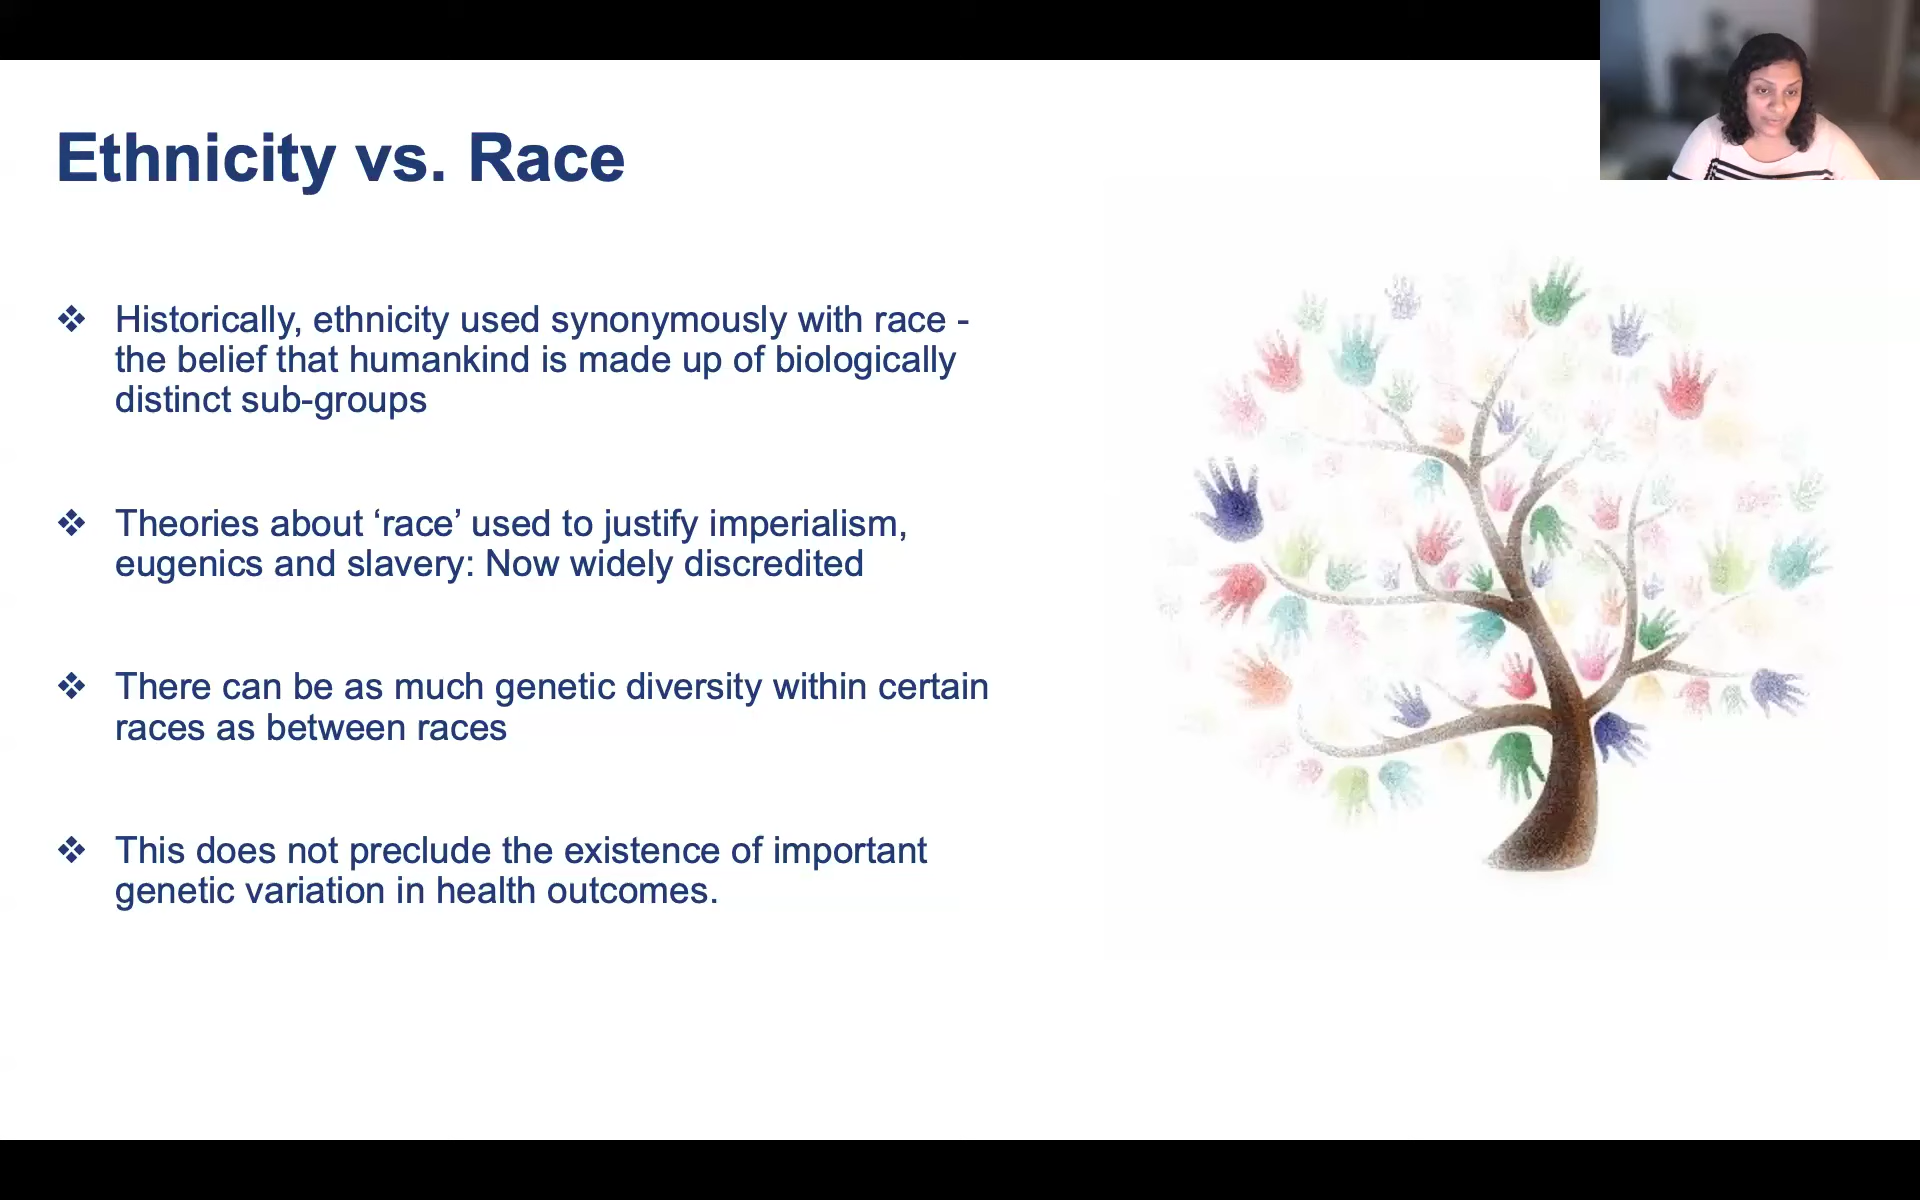 Ethnicity vs. Race
❖ Historically, ethnicity used synonymously with race -
the belief that humankind is made up of biologically
distinct sub-groups
❖ Theories about ‘race’ used to justify imperialism,
eugenics and slavery: Now widely discredited
❖ There can be as much genetic diversity within certain
races as between races
❖ This does not preclude the existence of important
genetic variation in health outcomes.